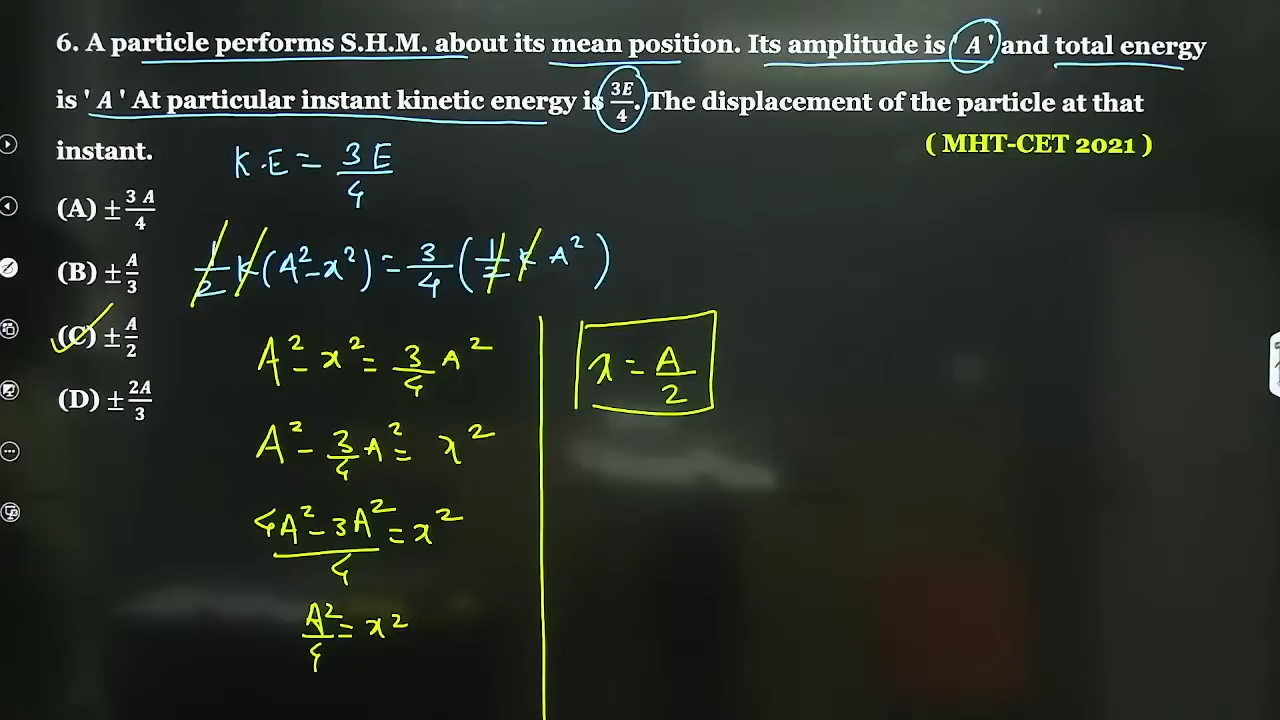 6. A particle performs S.H.M. about its mean position. Its amplitude is ' A ' and total energy
is ' A ' At particular instant kinetic energy is 3E/4. The displacement of the particle at that
instant.
( MHT-CET 2021 )
(A) ± 3 A/4
(B) ± A/3
(C) ± A/2
(D) ± 2A/3
K.E = 3E/4
1/2 K (A² - x²) = 3/4 (1/2 K A²)
A² - x² = 3/4 A²
A² - 3/4 A² = x²
4A² - 3A²/4 = x²
A²/4 = x²
x = A/2